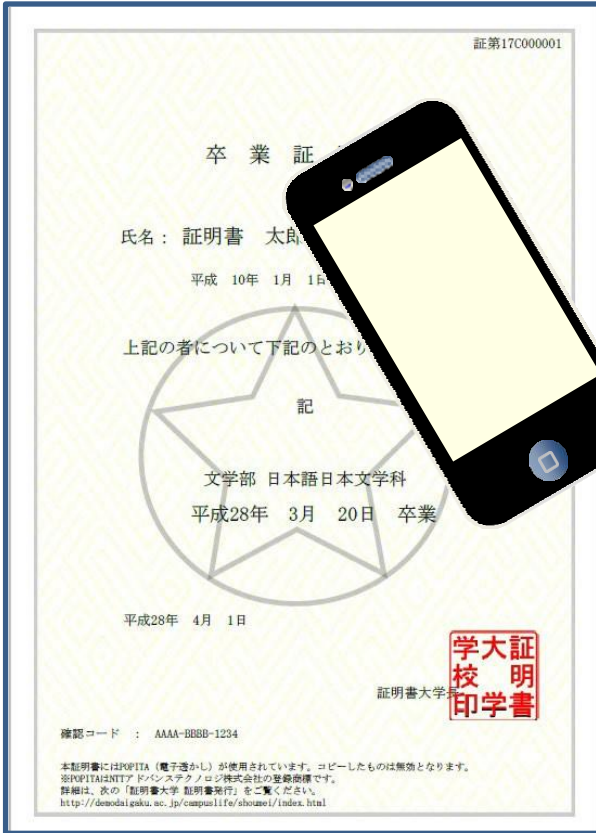 証第17C000001
卒 業 証
氏名： 証明書 太郎
平成 10年 1月 1日
上記の者について下記のとおり
記
文学部 日本語日本文学科
平成28年 3月 20日 卒業
平成28年 4月 1日
証明書大学長
証明書
大学
学校印
確認コード ： AAAA-BBBB-1234
本証明書にはPOPITA（電子透かし）が使用されています。コピーしたものは無効となります。
※POPITAはNTTアドバンステクノロジ株式会社の登録商標です。
詳細は、次の「証明書大学 証明書発行」をご覧ください。
http://demodaigaku.ac.jp/campuslife/shoumei/index.html